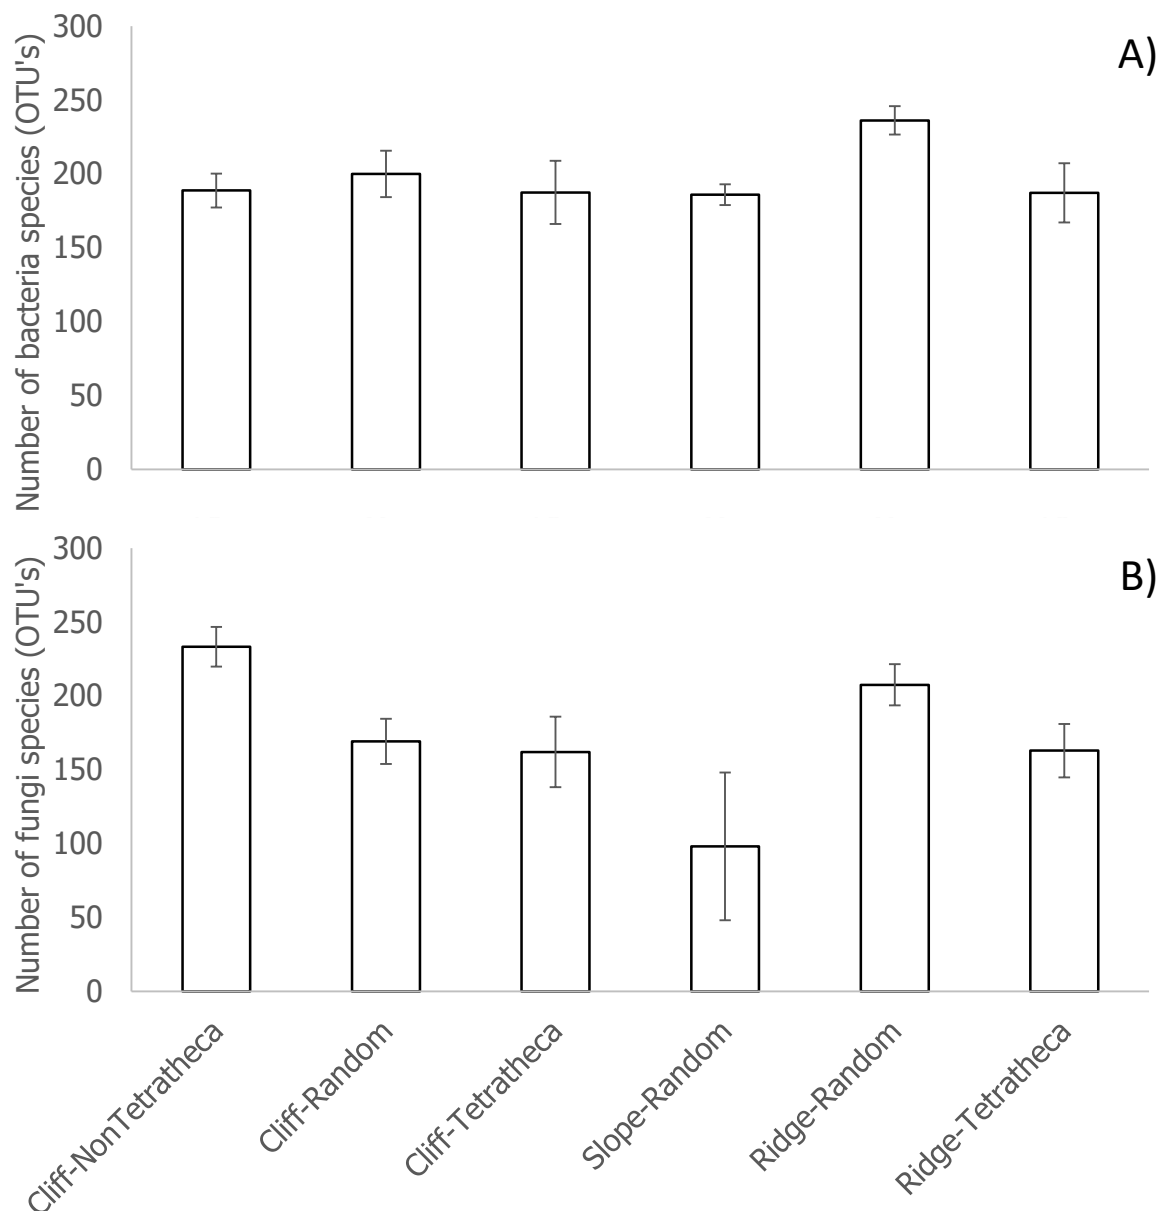 A)
Number of bacteria species (OTU's)
300
250
200
150
100
50
0
B)
Number of fungi species (OTU's)
300
250
200
150
100
50
0
Cliff-NonTetratheca
Cliff-Random
Cliff-Tetratheca
Slope-Random
Ridge-Random
Ridge-Tetratheca